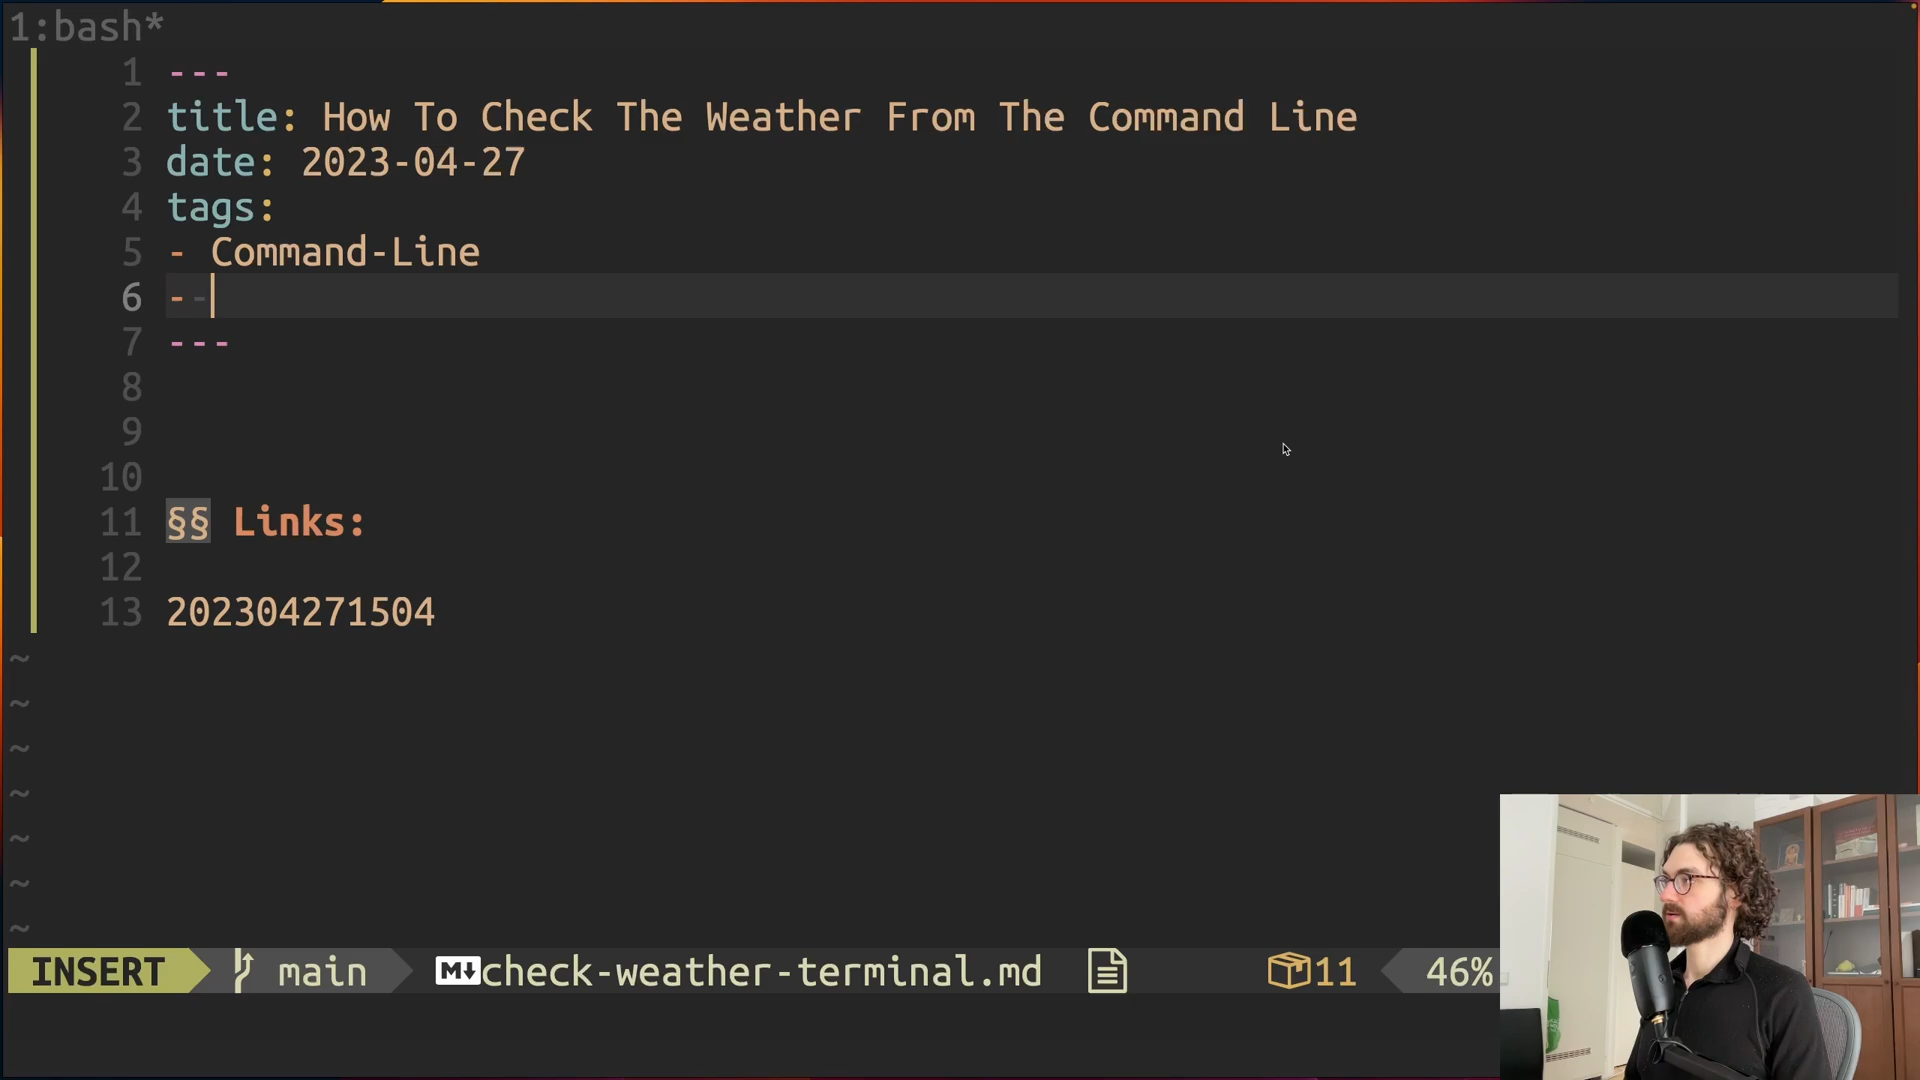 1:bash*
1 ---
2 title: How To Check The Weather From The Command Line
3 date: 2023-04-27
4 tags:
5 - Command-Line
6 --
7 ---
8
9
10
11 §§ Links:
12
13 202304271504
~
~
~
~
~
~
~
INSERT main M↓check-weather-terminal.md 11 46%